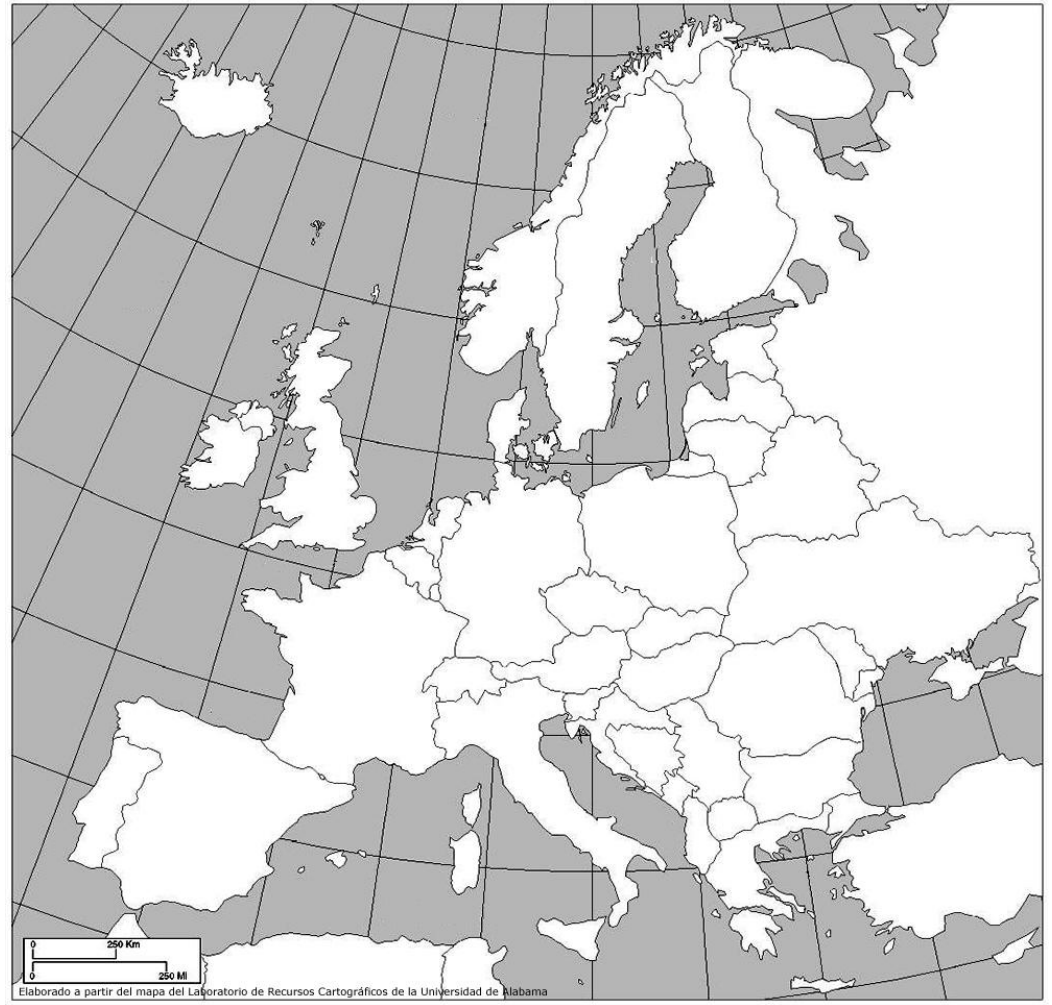 0 250 Km
0 250 MI
Elaborado a partir del mapa del Laboratorio de Recursos Cartográficos de la Universidad de Alabama